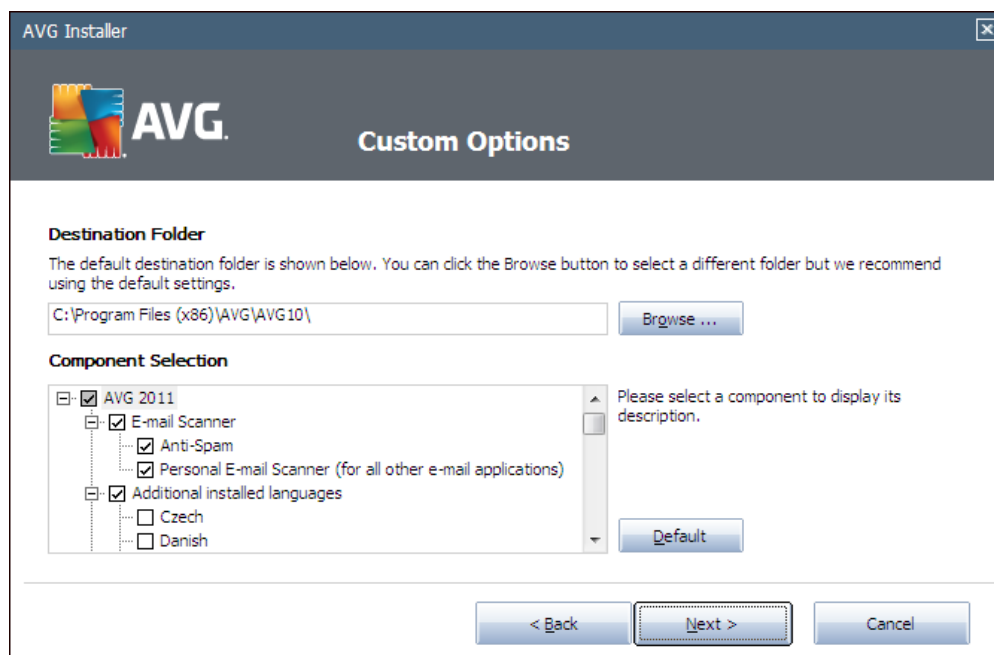 AVG Installer
AVG.
Custom Options
Destination Folder
The default destination folder is shown below. You can click the Browse button to select a different folder but we recommend
using the default settings.
C:\Program Files (x86)\AVG\AVG10\
Browse ...
Component Selection
AVG 2011
E-mail Scanner
Anti-Spam
Personal E-mail Scanner (for all other e-mail applications)
Additional installed languages
Czech
Danish
Please select a component to display its
description.
Default
< Back
Next >
Cancel